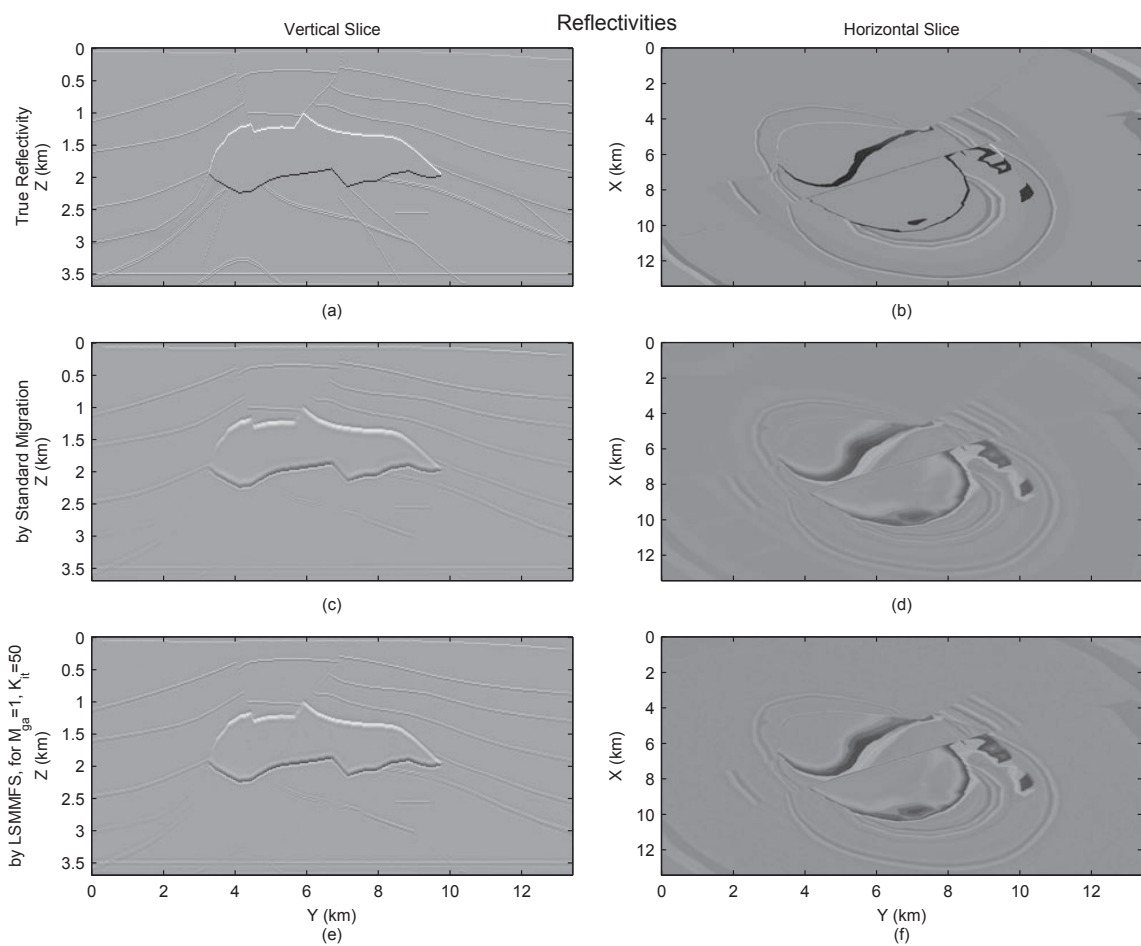 Reflectivities
Vertical Slice
Horizontal Slice
True Reflectivity
Z (km)
0
0.5
1
1.5
2
2.5
3
3.5
(a)
X (km)
0
2
4
6
8
10
12
(b)
by Standard Migration
Z (km)
0
0.5
1
1.5
2
2.5
3
3.5
(c)
X (km)
0
2
4
6
8
10
12
(d)
by LSMMFS, for M_ga=1, K_it=50
Z (km)
0
0.5
1
1.5
2
2.5
3
3.5
0 2 4 6 8 10 12
Y (km)
(e)
X (km)
0
2
4
6
8
10
12
0 2 4 6 8 10 12
Y (km)
(f)